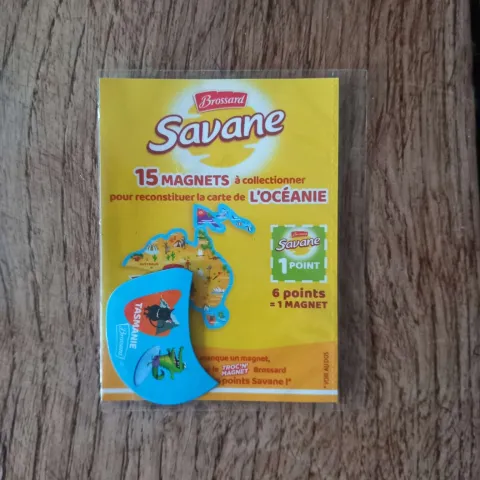 Brossard
Savane
15 MAGNETS à collectionner
pour reconstituer la carte de L'OCÉANIE
Brossard
Savane
1 POINT
6 points
= 1 MAGNET
TASMANIE
Brossard
manque un magnet,
le TROC'N' MAGNET Brossard
points Savane !*